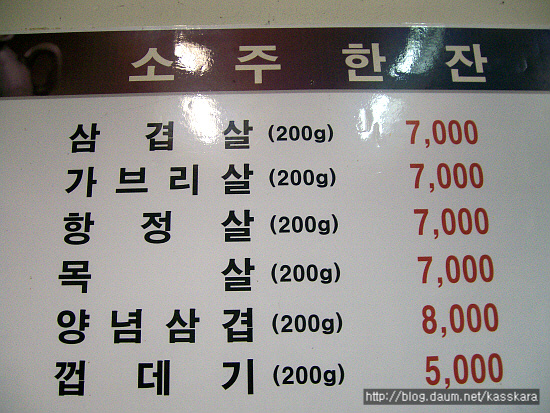 소 주 한 잔
삼 겹 살 (200g) 7,000
가브리살 (200g) 7,000
항 정 살 (200g) 7,000
목 살 (200g) 7,000
양념삼겹 (200g) 8,000
껍 데 기 (200g) 5,000
http://blog.daum.net/kasskara